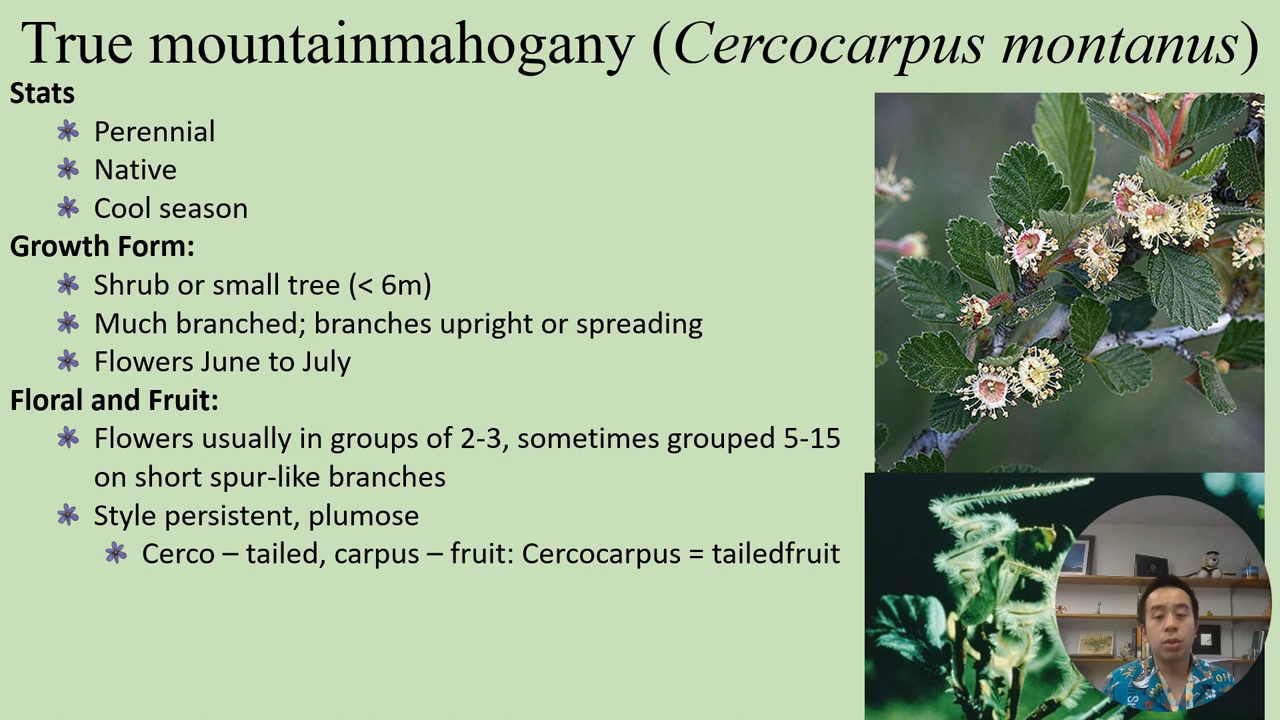 True mountainmahogany (Cercocarpus montanus)
Stats
Perennial
Native
Cool season
Growth Form:
Shrub or small tree (< 6m)
Much branched; branches upright or spreading
Flowers June to July
Floral and Fruit:
Flowers usually in groups of 2-3, sometimes grouped 5-15
on short spur-like branches
Style persistent, plumose
Cerco – tailed, carpus – fruit: Cercocarpus = tailedfruit